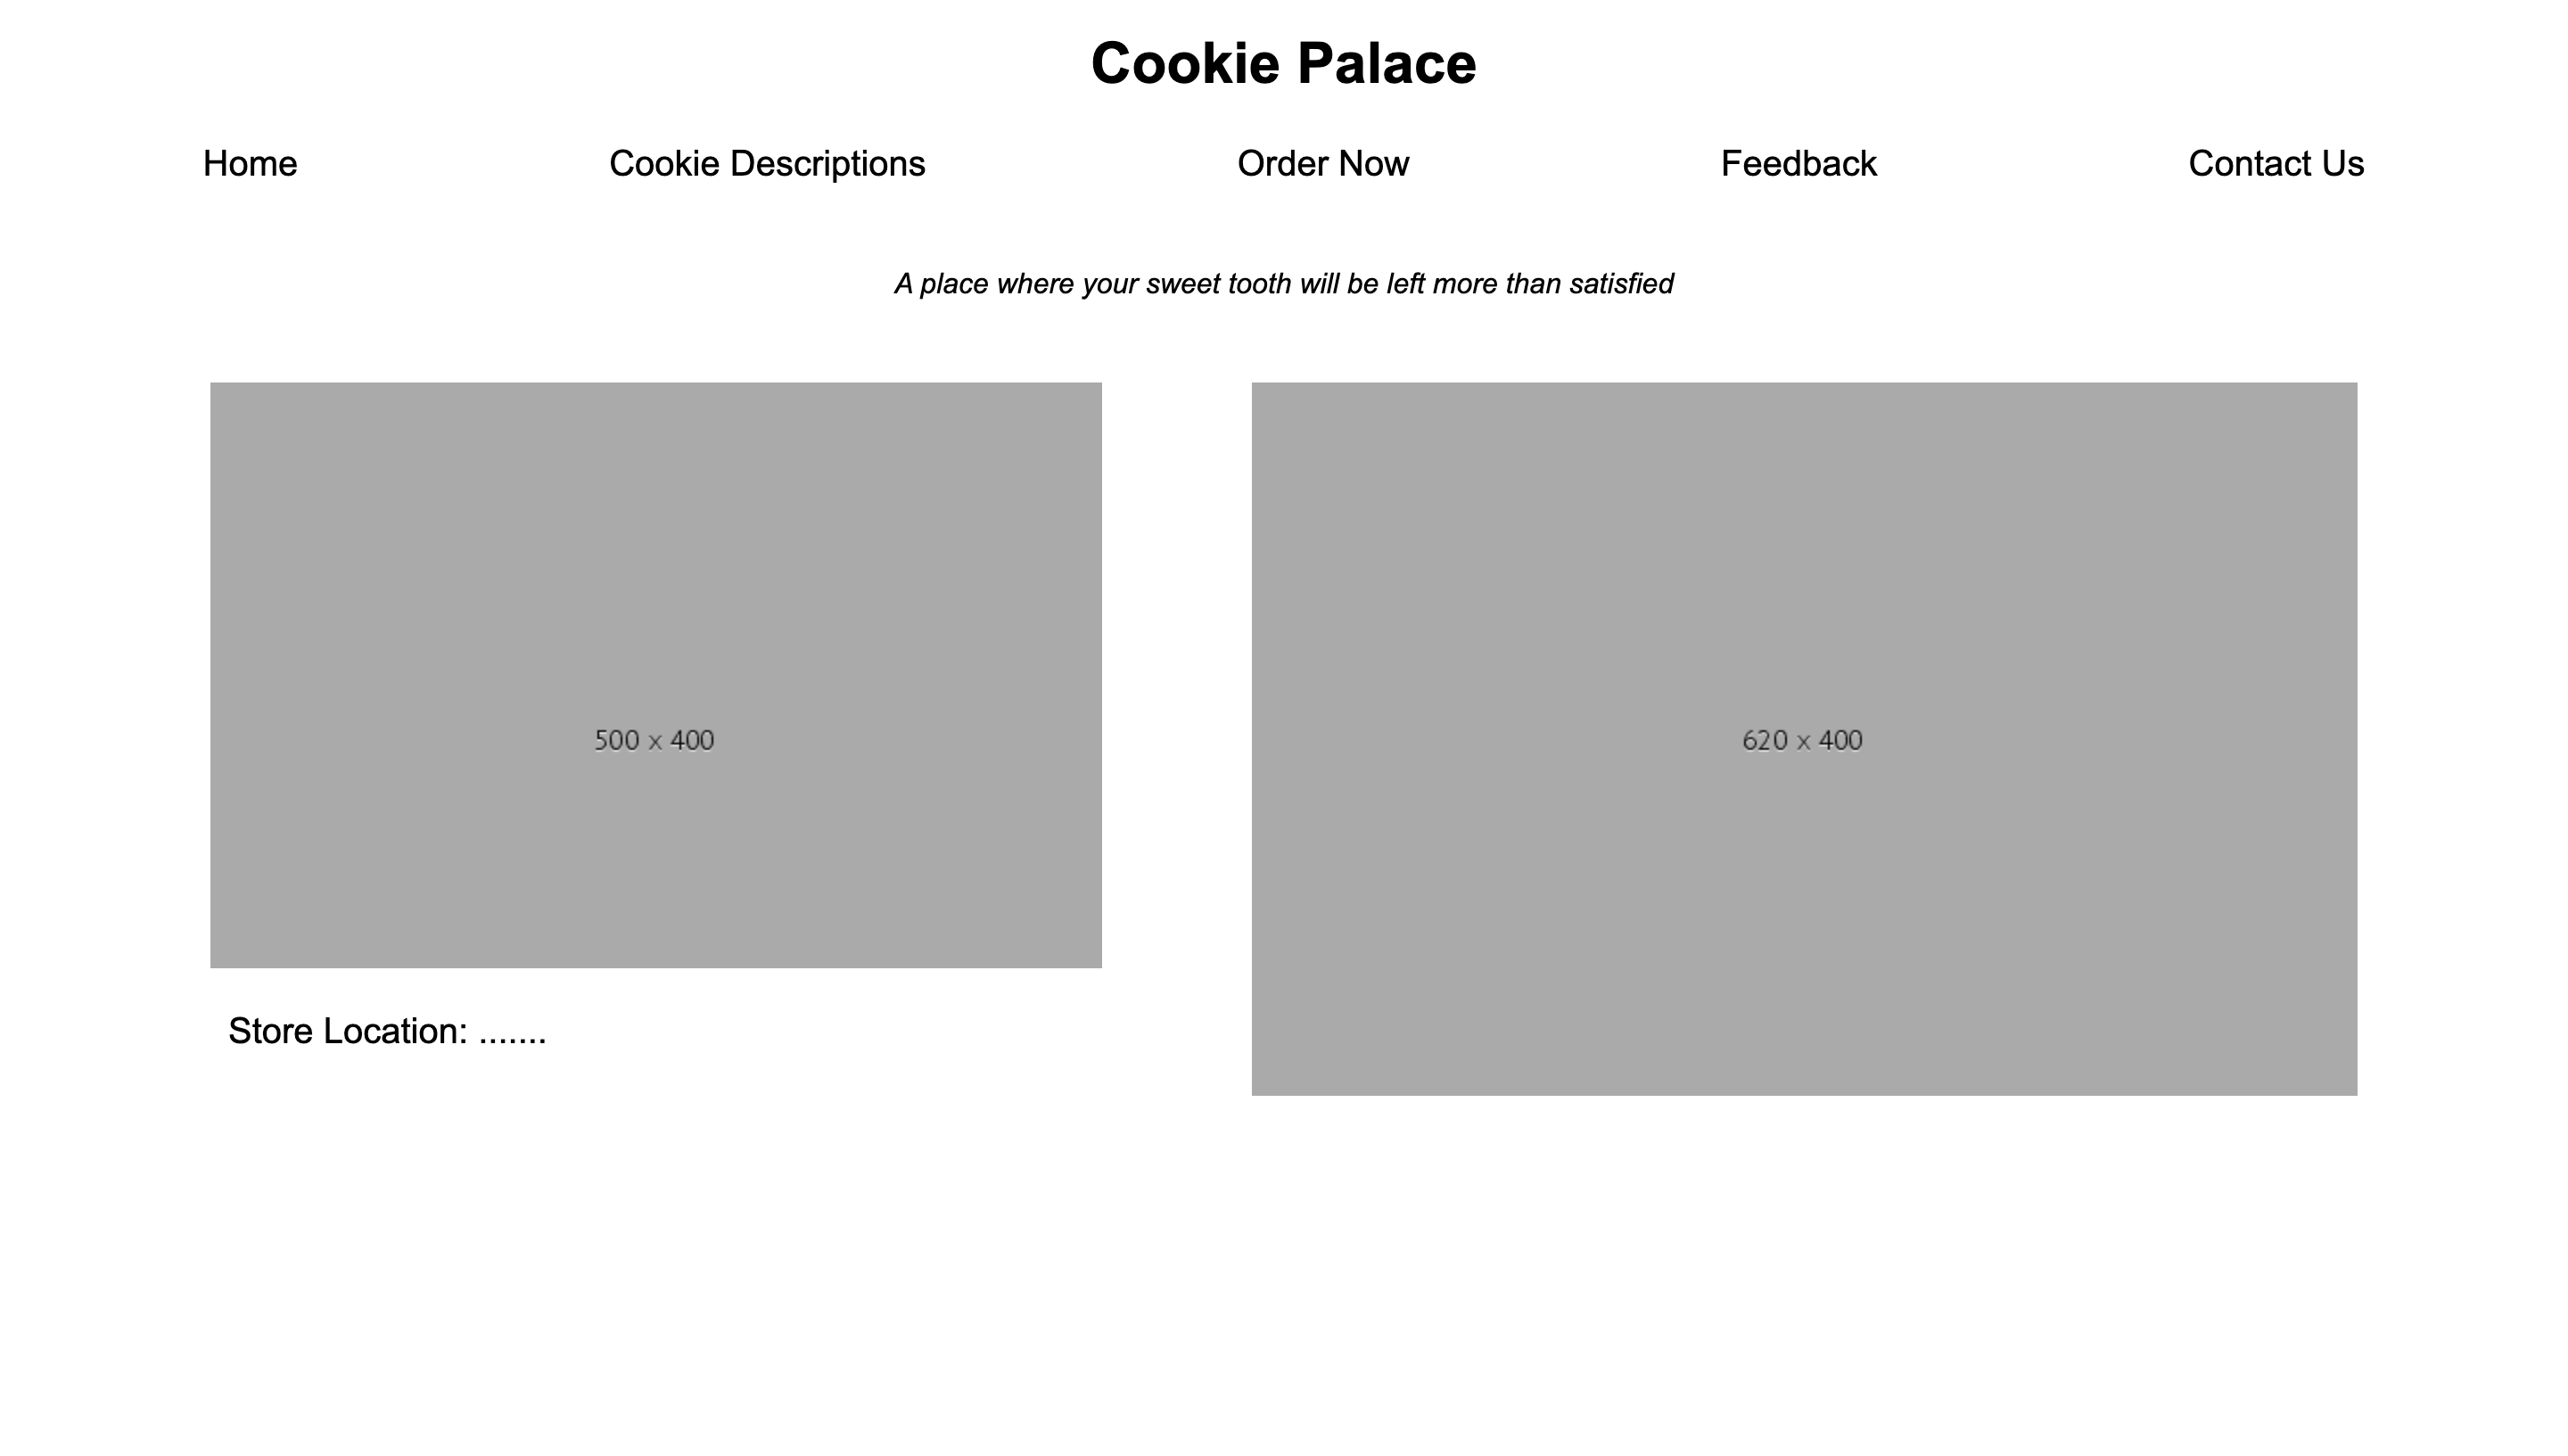 Cookie Palace
Home Cookie Descriptions Order Now Feedback Contact Us
A place where your sweet tooth will be left more than satisfied
500 x 400
620 x 400
Store Location: .......